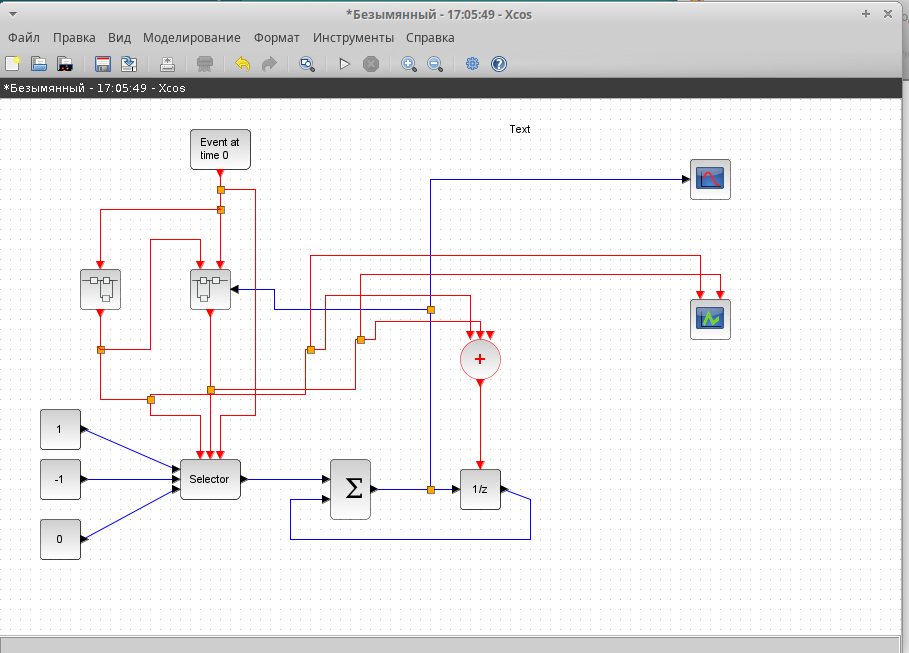 *Безымянный - 17:05:49 - Xcos
Файл Правка Вид Моделирование Формат Инструменты Справка
*Безымянный - 17:05:49 - Xcos
Text
Event at
time 0
+
1
-1
0
Selector
Σ
1/z